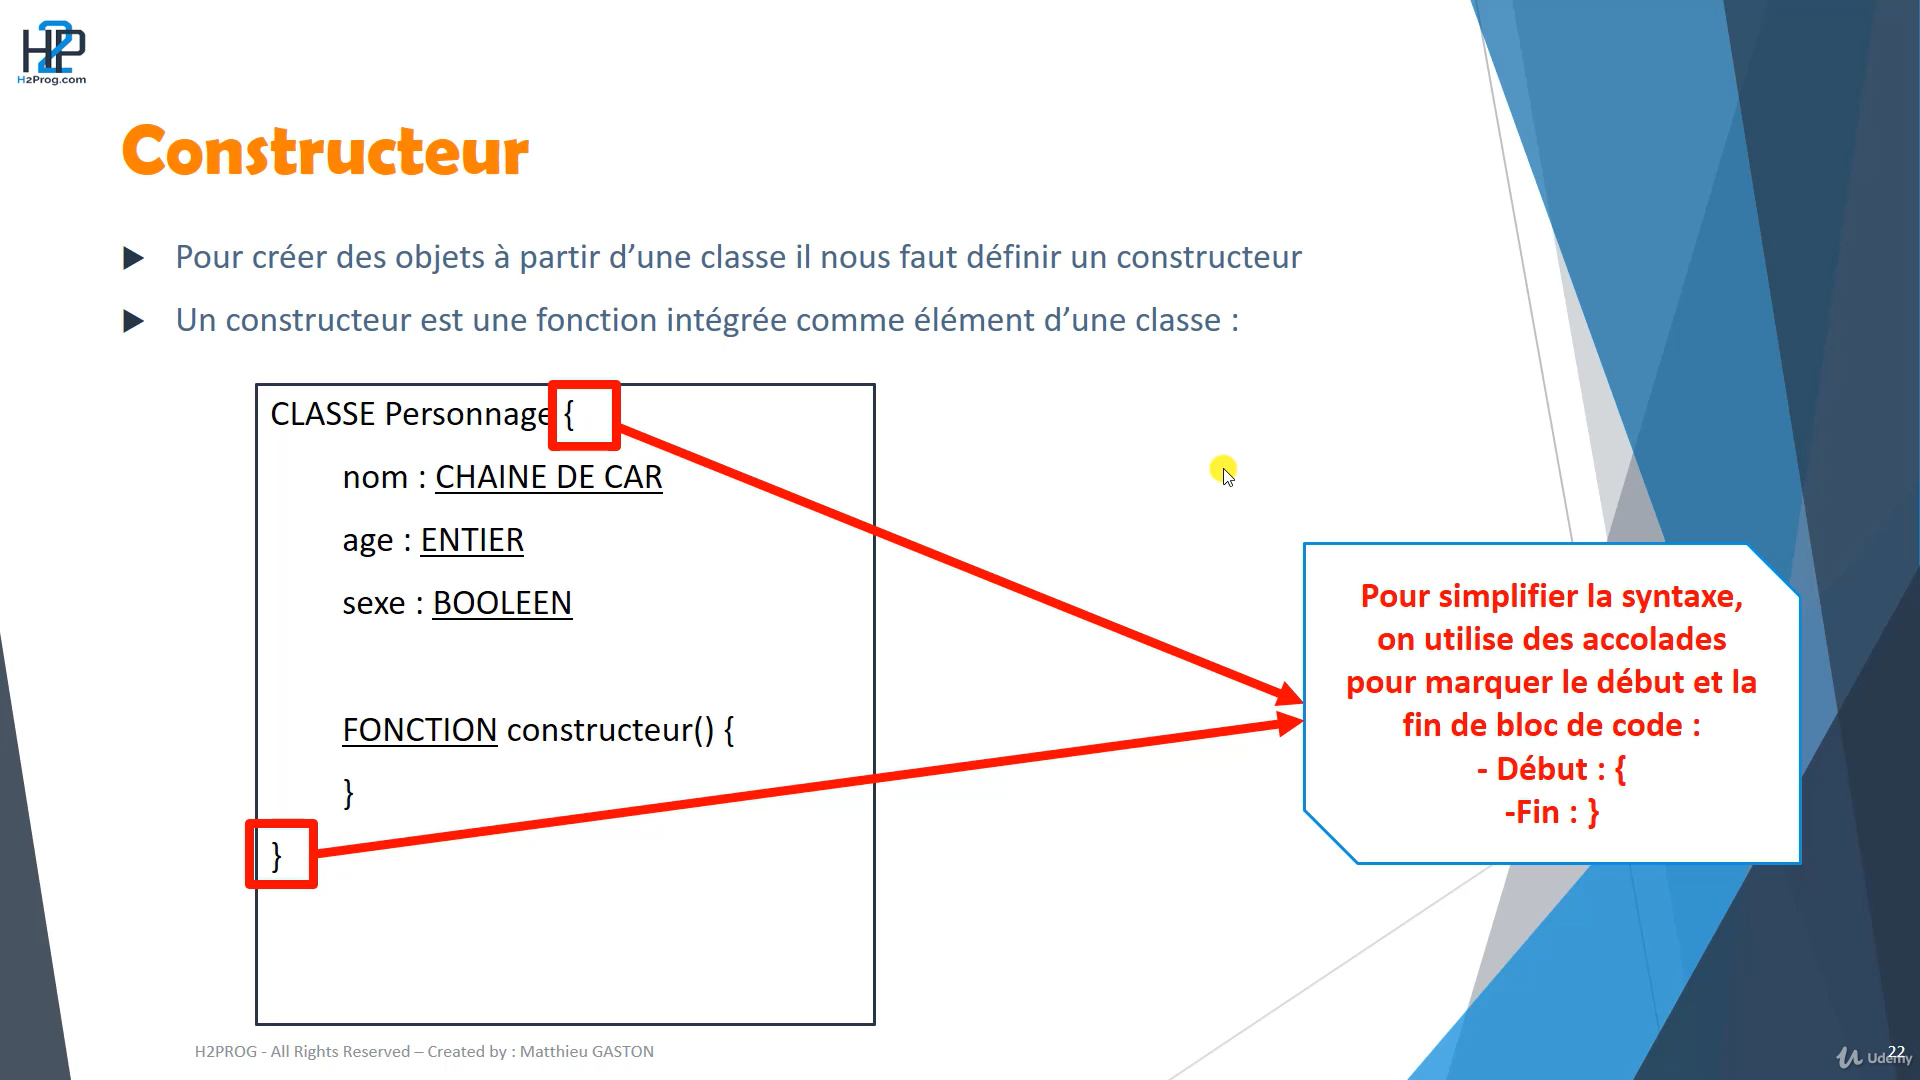 H2P
H2Prog.com
Constructeur
Pour créer des objets à partir d’une classe il nous faut définir un constructeur
Un constructeur est une fonction intégrée comme élément d’une classe :
CLASSE Personnage {
nom : CHAINE DE CAR
age : ENTIER
sexe : BOOLEEN
FONCTION constructeur() {
}
}
Pour simplifier la syntaxe,
on utilise des accolades
pour marquer le début et la
fin de bloc de code :
- Début : {
-Fin : }
H2PROG - All Rights Reserved – Created by : Matthieu GASTON
22
Udemy